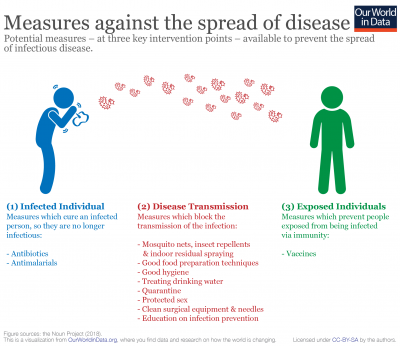 Measures against the spread of disease
Our World
in Data
Potential measures – at three key intervention points – available to prevent the spread
of infectious disease.
(1) Infected Individual
Measures which cure an infected
person, so they are no longer
infectious:
- Antibiotics
- Antimalarials
(2) Disease Transmission
Measures which block the
transmission of the infection:
- Mosquito nets, insect repellents
& indoor residual spraying
- Good food preparation techniques
- Good hygiene
- Treating drinking water
- Quarantine
- Protected sex
- Clean surgical equipment & needles
- Education on infection prevention
(3) Exposed Individuals
Measures which prevent people
exposed from being infected
via immunity:
- Vaccines
Figure sources: the Noun Project (2018).
This is a visualization from OurWorldinData.org, where you find data and research on how the world is changing.
Licensed under CC-BY-SA by the authors.